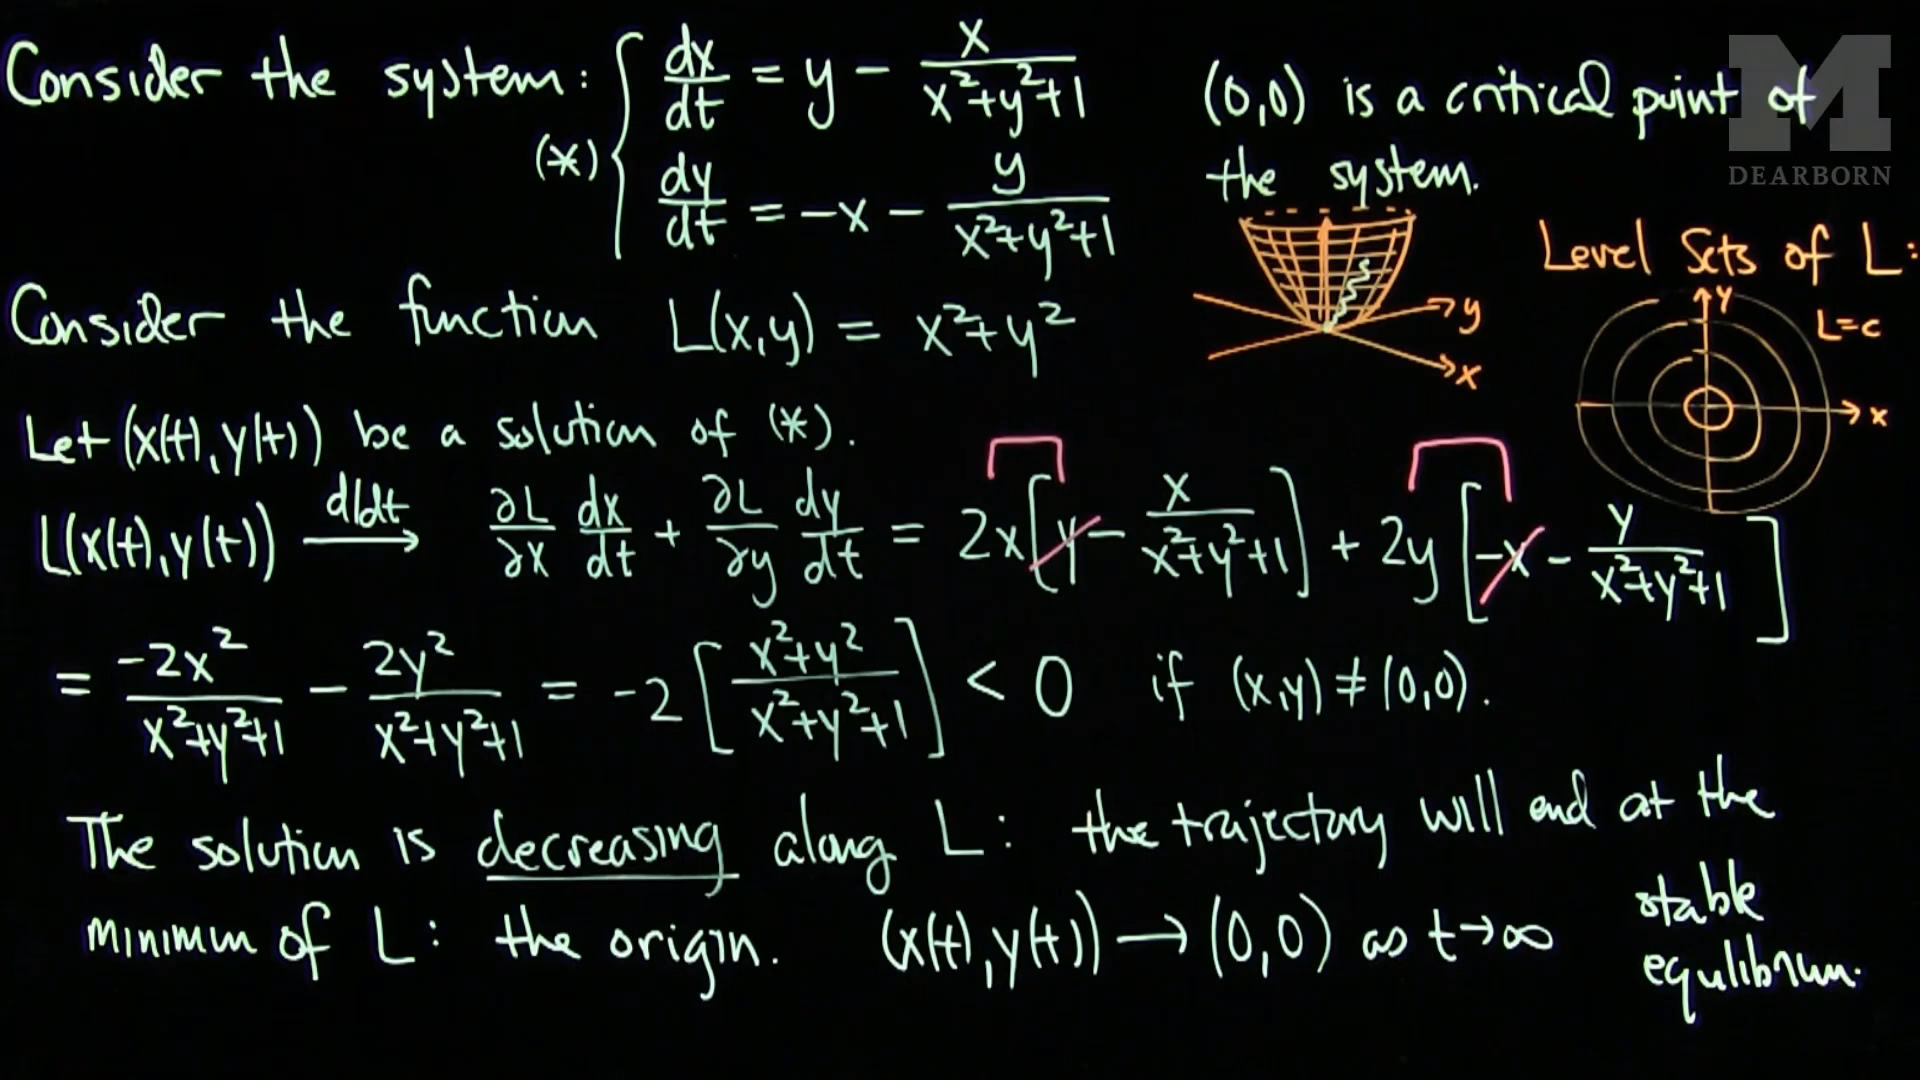 Consider the system: (*) { dx/dt = y - x/(x²+y²+1)
dy/dt = -x - y/(x²+y²+1)
(0,0) is a critical point of
the system.
M
DEARBORN
y
x
Level Sets of L:
y
L=c
x
Consider the function L(x,y) = x²+y²
Let (x(t),y(t)) be a solution of (*).
L(x(t),y(t)) d/dt → ∂L/∂x dx/dt + ∂L/∂y dy/dt = 2x[y - x/(x²+y²+1)] + 2y[-x - y/(x²+y²+1)]
= -2x²/(x²+y²+1) - 2y²/(x²+y²+1) = -2[(x²+y²)/(x²+y²+1)] < 0 if (x,y) ≠ (0,0).
The solution is decreasing along L: the trajectory will end at the
minimum of L: the origin. (x(t),y(t)) → (0,0) as t→∞
stable
equlibrium.